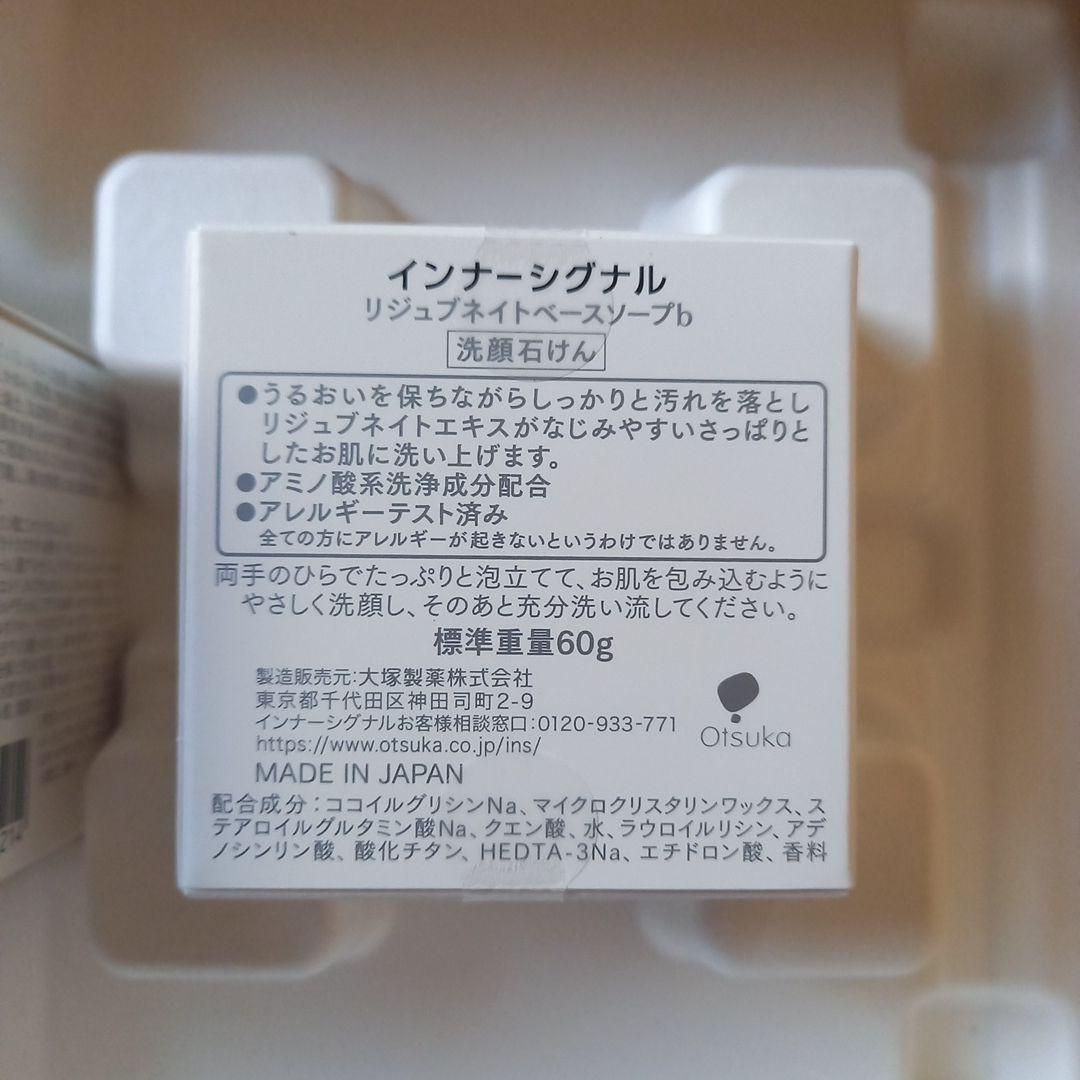 インナーシグナル
リジュブネイトベースソープb
洗顔石けん
●うるおいを保ちながらしっかりと汚れを落とし
リジュブネイトエキスがなじみやすいさっぱりと
したお肌に洗い上げます。
●アミノ酸系洗浄成分配合
●アレルギーテスト済み
全ての方にアレルギーが起きないというわけではありません。
両手のひらでたっぷりと泡立てて、お肌を包み込むように
やさしく洗顔し、そのあと充分洗い流してください。
標準重量60g
製造販売元:大塚製薬株式会社
東京都千代田区神田司町2-9
インナーシグナルお客様相談窓口:0120-933-771
https://www.otsuka.co.jp/ins/
MADE IN JAPAN
Otsuka
配合成分:ココイルグリシンNa、マイクロクリスタリンワックス、ス
テアロイルグルタミン酸Na、クエン酸、水、ラウロイルリシン、アデ
ノシンリン酸、酸化チタン、HEDTA-3Na、エチドロン酸、香料